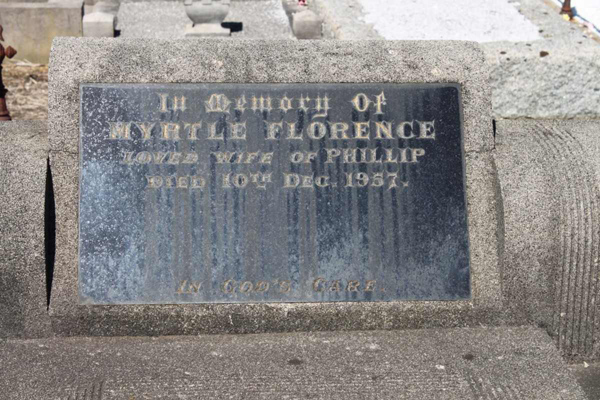 In Memory Of
MYRTLE FLORENCE
LOVED WIFE OF PHILLIP
DIED 10TH DEC. 1957.
IN GOD'S CARE.